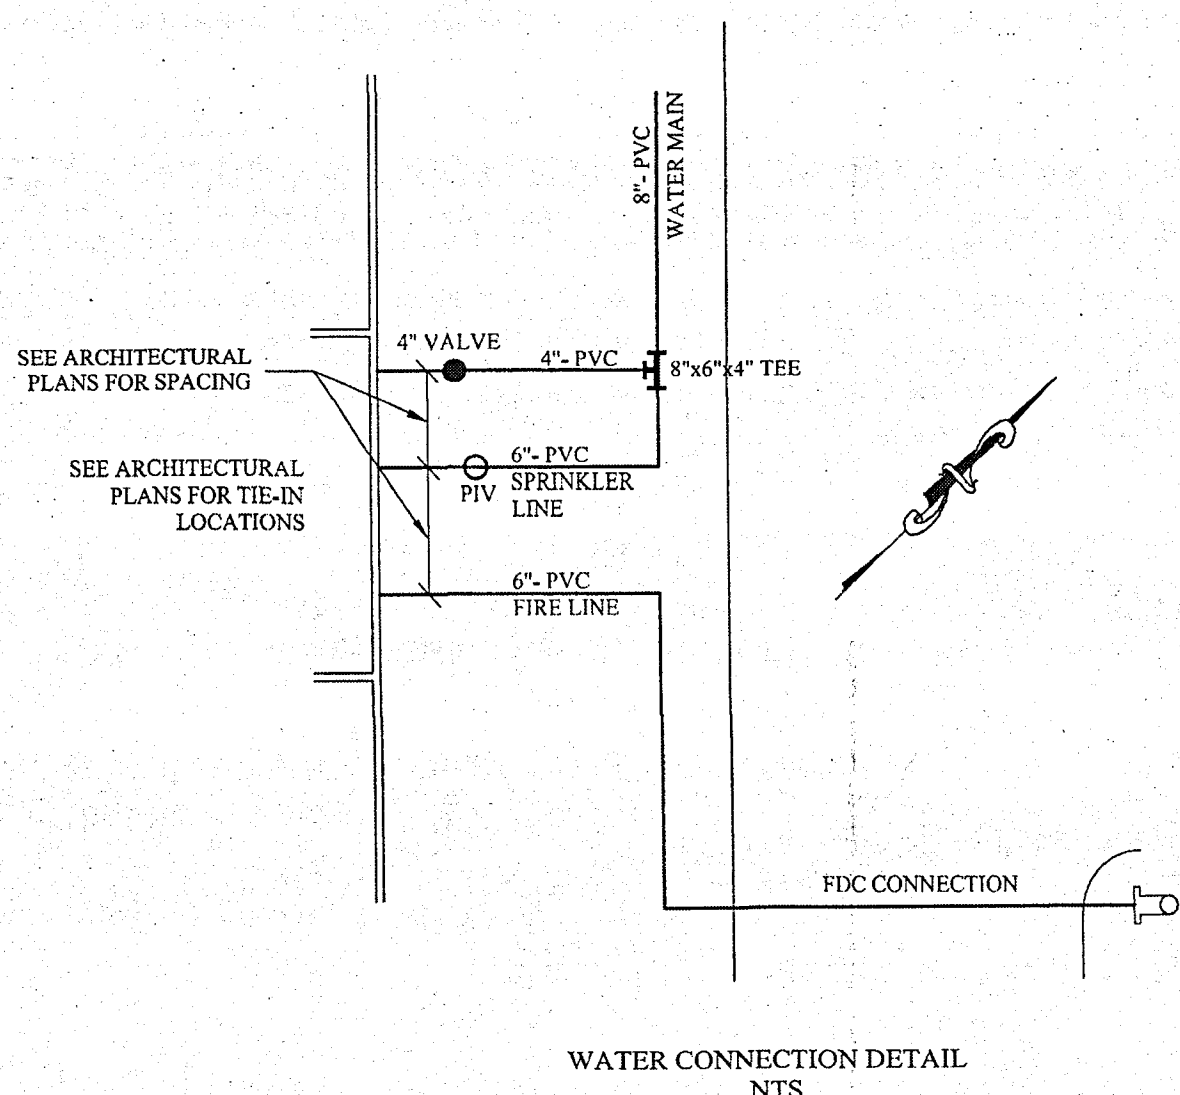 8"- PVC
WATER MAIN
4" VALVE
4"- PVC
8"x6"x4" TEE
SEE ARCHITECTURAL
PLANS FOR SPACING
SEE ARCHITECTURAL
PLANS FOR TIE-IN
LOCATIONS
PIV
6"- PVC
SPRINKLER
LINE
6"- PVC
FIRE LINE
FDC CONNECTION
WATER CONNECTION DETAIL
NTS